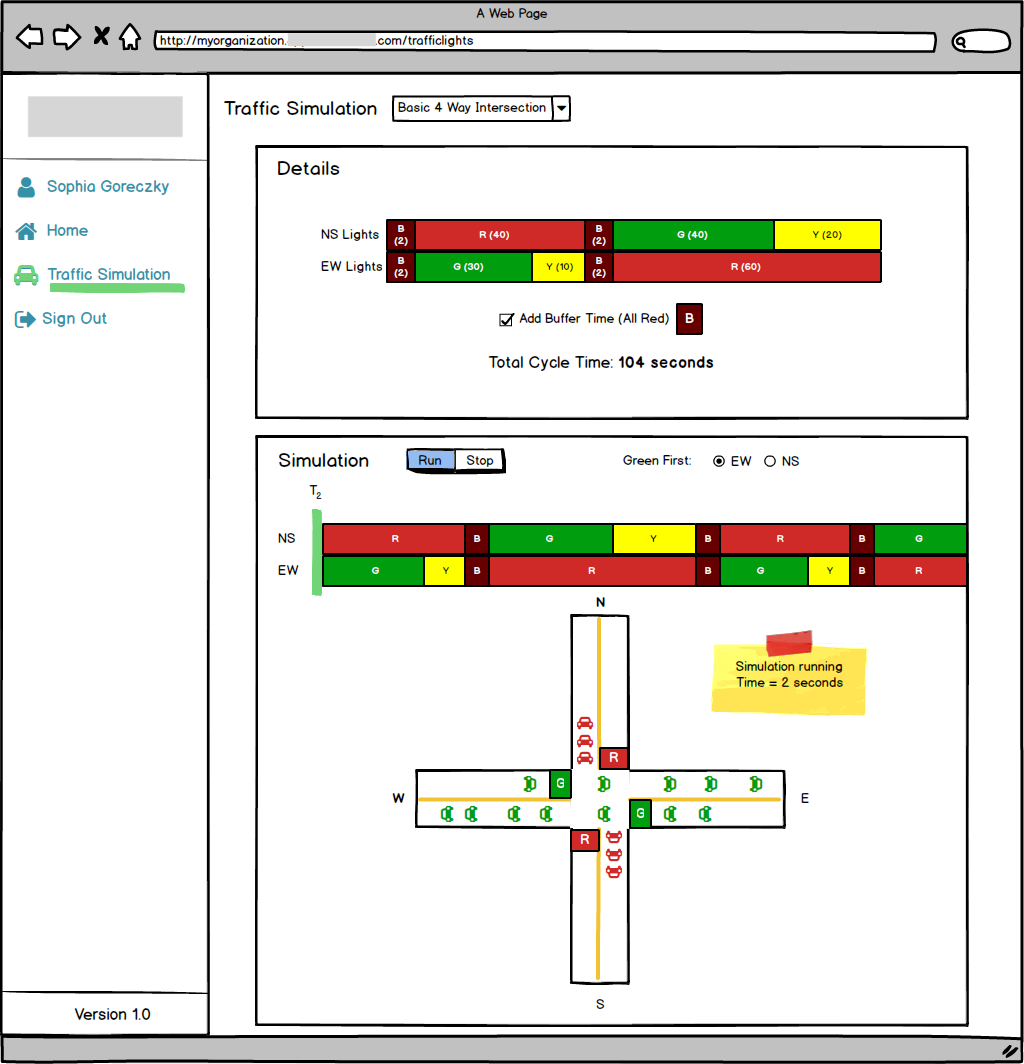 A Web Page
http://myorganization. .com/trafficlights
Sophia Goreczky
Home
Traffic Simulation
Sign Out
Version 1.0
Traffic Simulation Basic 4 Way Intersection
Details
NS Lights B (2) R (40) B (2) G (40) Y (20)
EW Lights B (2) G (30) Y (10) B (2) R (60)
Add Buffer Time (All Red) B
Total Cycle Time: 104 seconds
Simulation Run Stop Green First: EW NS
T2
NS R B G Y B R B G
EW G Y B R B G Y B R
N
Simulation running
Time = 2 seconds
R
G
W E
G
R
S